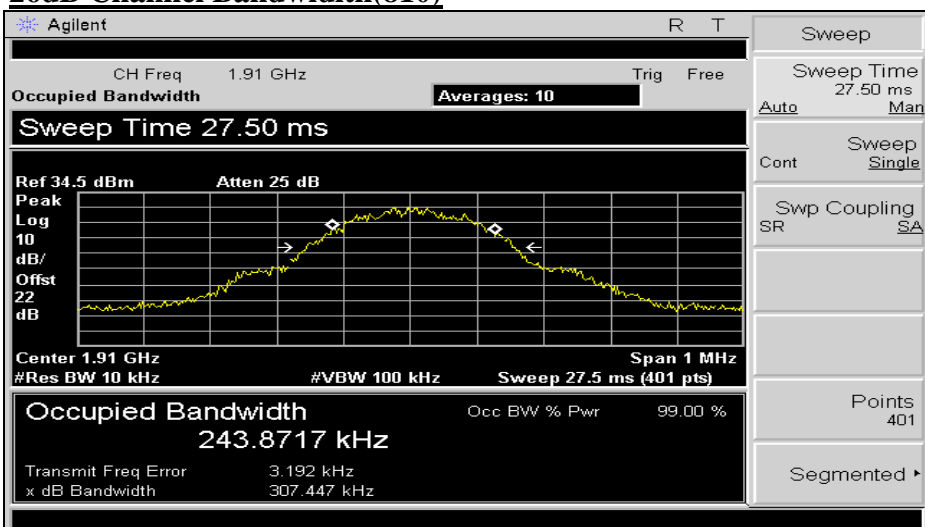 20dB Channel Bandwidth(810)
Agilent R T
CH Freq 1.91 GHz Trig Free
Occupied Bandwidth Averages: 10
Sweep Time 27.50 ms
Ref 34.5 dBm Atten 25 dB
Peak
Log
10
dB/
Offst
22
dB
Center 1.91 GHz Span 1 MHz
#Res BW 10 kHz #VBW 100 kHz Sweep 27.5 ms (401 pts)
Occupied Bandwidth Occ BW % Pwr 99.00 %
243.8717 kHz
Transmit Freq Error 3.192 kHz
x dB Bandwidth 307.447 kHz
Sweep
Sweep Time
27.50 ms
Auto Man
Sweep
Cont Single
Swp Coupling
SR SA
Points
401
Segmented